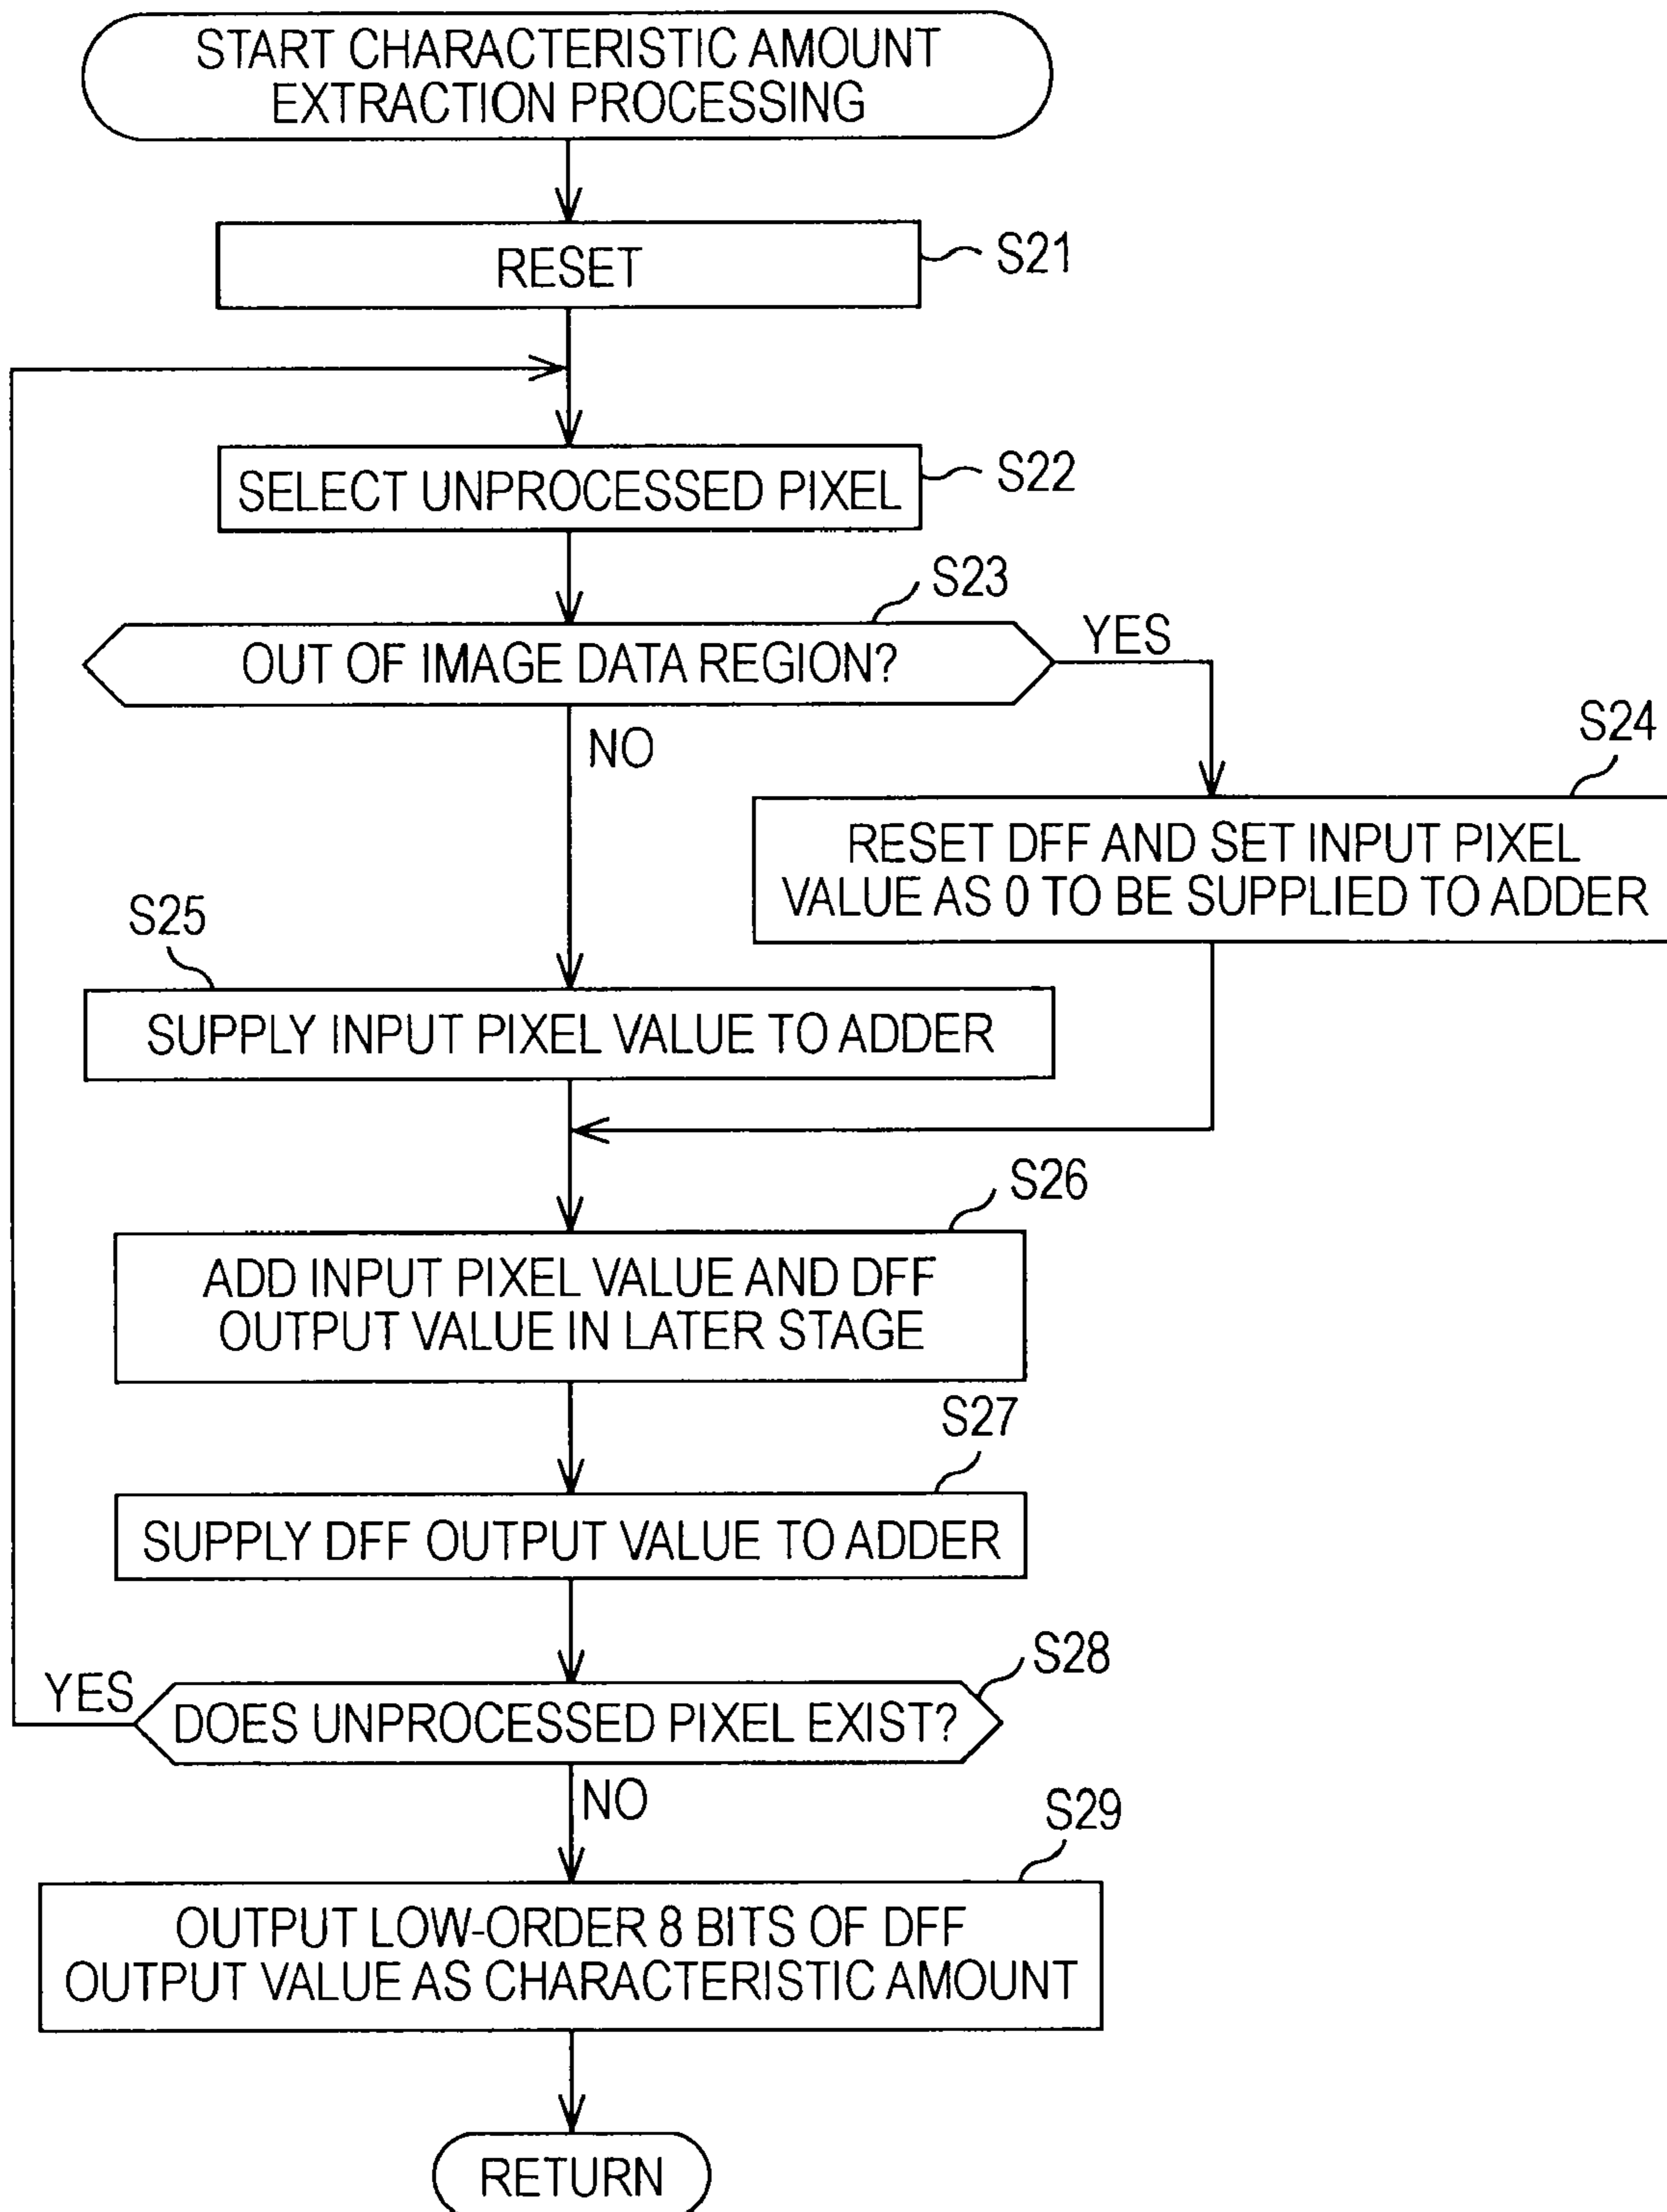 START CHARACTERISTIC AMOUNT
EXTRACTION PROCESSING
RESET
S21
SELECT UNPROCESSED PIXEL
S22
S23
OUT OF IMAGE DATA REGION?
YES
NO
S24
RESET DFF AND SET INPUT PIXEL
VALUE AS 0 TO BE SUPPLIED TO ADDER
S25
SUPPLY INPUT PIXEL VALUE TO ADDER
S26
ADD INPUT PIXEL VALUE AND DFF
OUTPUT VALUE IN LATER STAGE
S27
SUPPLY DFF OUTPUT VALUE TO ADDER
S28
YES
DOES UNPROCESSED PIXEL EXIST?
NO
S29
OUTPUT LOW-ORDER 8 BITS OF DFF
OUTPUT VALUE AS CHARACTERISTIC AMOUNT
RETURN